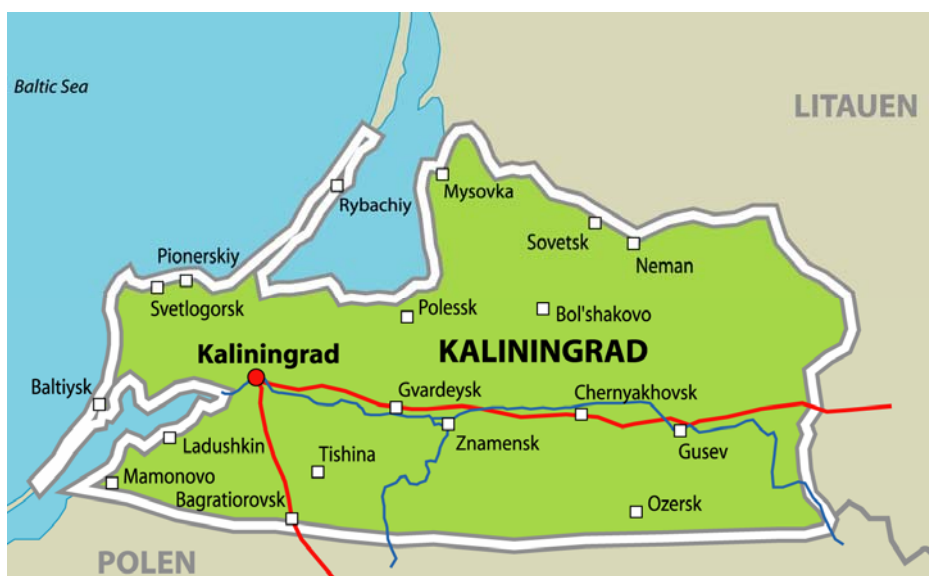 Baltic Sea
LITAUEN
Mysovka
Rybachiy
Sovetsk
Neman
Pionerskiy
Svetlogorsk
Polessk
Bol'shakovo
Kaliningrad
KALININGRAD
Baltiysk
Gvardeysk
Chernyakhovsk
Ladushkin
Tishina
Znamensk
Gusev
Mamonovo
Bagratiorovsk
Ozersk
POLEN